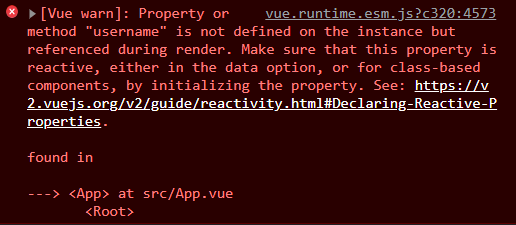 [Vue warn]: Property or vue.runtime.esm.js?c320:4573
method "username" is not defined on the instance but
referenced during render. Make sure that this property is
reactive, either in the data option, or for class-based
components, by initializing the property. See: https://v
2.vuejs.org/v2/guide/reactivity.html#Declaring-Reactive-P
roperties.
found in
---> <App> at src/App.vue
<Root>